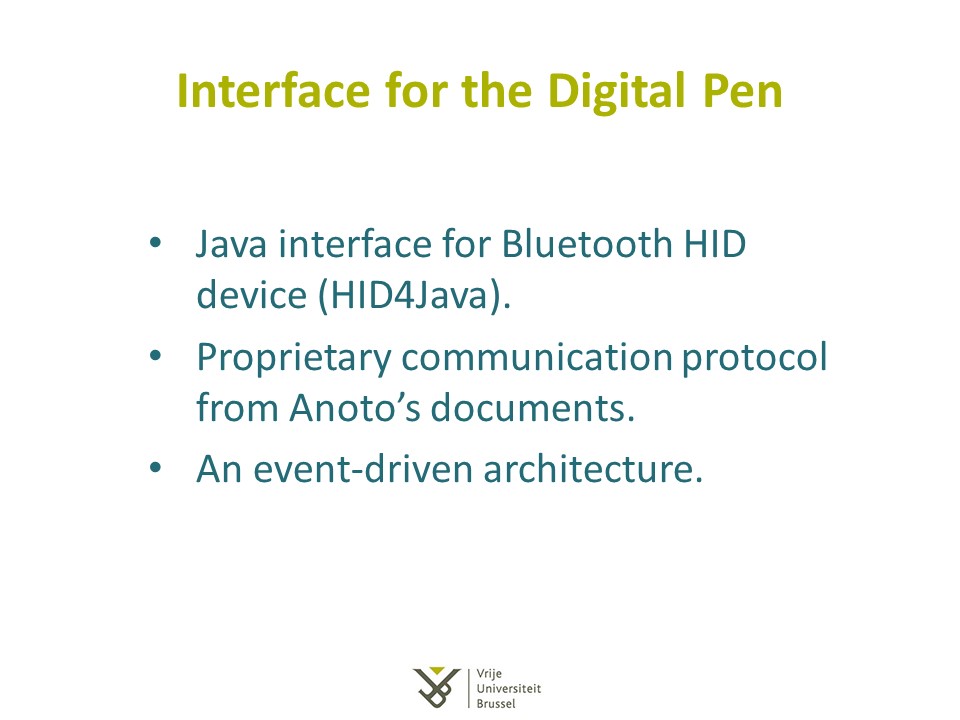 Interface for the Digital Pen
• Java interface for Bluetooth HID
device (HID4Java).
• Proprietary communication protocol
from Anoto’s documents.
• An event-driven architecture.
Vrije
Universiteit
Brussel